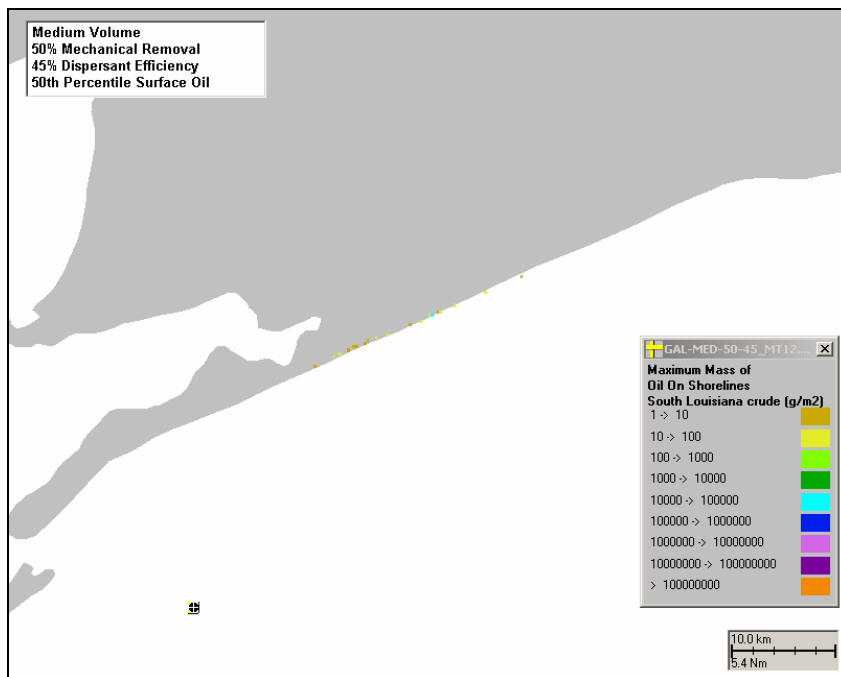 Medium Volume
50% Mechanical Removal
45% Dispersant Efficiency
50th Percentile Surface Oil
GAL-MED-50-45_MT12....
Maximum Mass of
Oil On Shorelines
South Louisiana crude (g/m2)
1 -> 10
10 -> 100
100 -> 1000
1000 -> 10000
10000 -> 100000
100000 -> 1000000
1000000 -> 10000000
10000000 -> 100000000
> 100000000
10.0 km
5.4 Nm